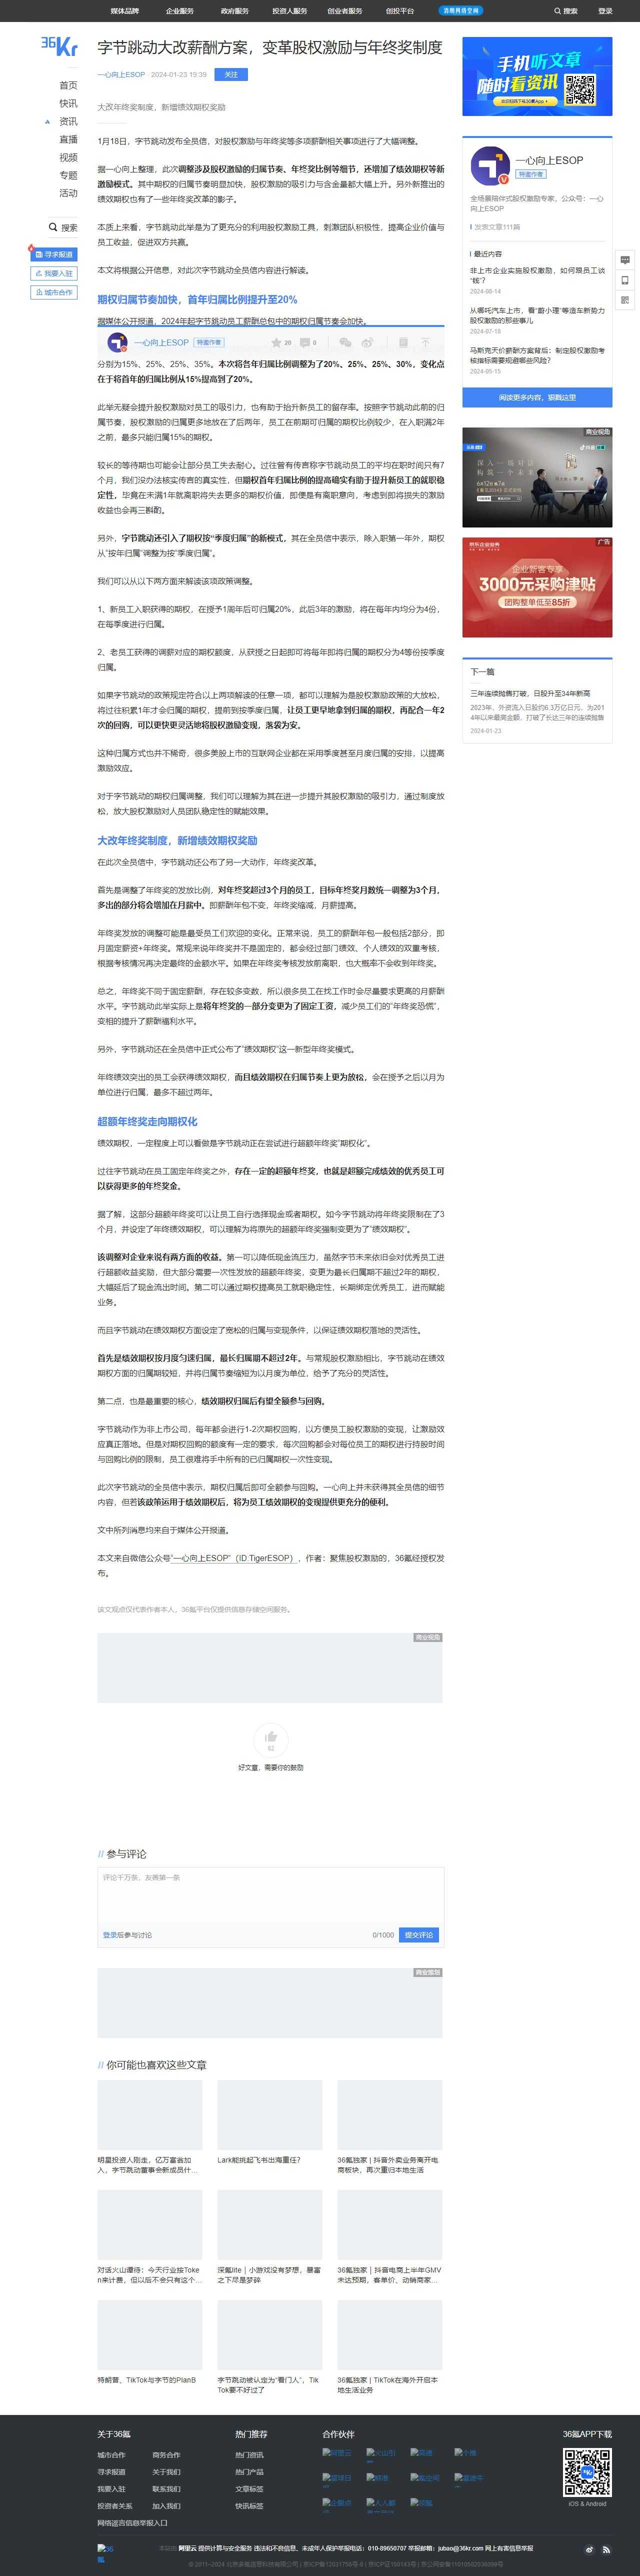 媒体品牌 企业服务 政府服务 投资人服务 创业者服务 创投平台
搜索 登录
36Kr
首页
快讯
资讯
直播
视频
专题
活动
搜索
寻求报道
我要入驻
城市合作
字节跳动大改薪酬方案，变革股权激励与年终奖制度
一心向上ESOP · 2024-01-23 19:39 关注
大改年终奖制度，新增绩效期权奖励
1月18日，字节跳动发布全员信，对股权激励与年终奖等多项薪酬相关事项进行了大幅调整。
据一心向上整理，此次调整涉及股权激励的归属节奏、年终奖比例等细节，还增加了绩效期权等新
激励模式。其中期权的归属节奏明显加快，股权激励的吸引力与含金量都大幅上升。另外新推出的
绩效期权也有了一些年终奖改革的影子。
本质上来看，字节跳动此举是为了更充分的利用股权激励工具，刺激团队积极性，提高企业价值与
员工收益，促进双方共赢。
本文将根据公开信息，对此次字节跳动全员信内容进行解读。
期权归属节奏加快，首年归属比例提升至20%
据媒体公开报道，2024年起字节跳动员工薪酬总包中的期权归属节奏会加快。
一心向上ESOP 特邀作者 20 0
分别为15%、25%、25%、35%。本次将各年归属比例调整为了20%、25%、25%、30%，变化点
在于将首年的归属比例从15%提高到了20%。
此举无疑会提升股权激励对员工的吸引力，也有助于抬升新员工的留存率。按照字节跳动此前的归
属节奏，股权激励的归属更多地放在了后两年，员工在前期可归属的期权比例较少，在入职满2年
之前，最多只能归属15%的期权。
较长的等待期也可能会让部分员工失去耐心。过往曾有传言称字节跳动员工的平均在职时间只有7
个月，我们没办法核实传言的真实性，但期权首年归属比例的提高确实有助于提升新员工的就职稳
定性，毕竟在未满1年就离职将失去更多的期权价值，即便是有离职意向，考虑到即将损失的激励
收益也会再三斟酌。
另外，字节跳动还引入了期权按“季度归属”的新模式，其在全员信中表示，除入职第一年外，期权
从“按年归属”调整为按“季度归属”。
我们可以从以下两方面来解读该项政策调整。
1、新员工入职获得的期权，在授予1周年后可归属20%，此后3年的激励，将在每年内均分为4份，
在每季度进行归属。
2、老员工获得的调薪对应的期权额度，从获授之日起即可将每年即将归属的期权分为4等份按季度
归属。
如果字节跳动的政策规定符合以上两项解读的任意一项，都可以理解为是股权激励政策的大放松，
将过往积累1年才会归属的期权，提前到按季度归属，让员工更早地拿到归属的期权，再配合一年2
次的回购，可以更快更灵活地将股权激励变现，落袋为安。
这种归属方式也并不稀奇，很多美股上市的互联网企业都在采用季度甚至月度归属的安排，以提高
激励效应。
对于字节跳动的期权归属调整，我们可以理解为其在进一步提升其股权激励的吸引力，通过制度放
松，放大股权激励对人员团队稳定性的赋能效果。
大改年终奖制度，新增绩效期权奖励
在此次全员信中，字节跳动还公布了另一大动作，年终奖改革。
首先是调整了年终奖的发放比例，对年终奖超过3个月的员工，目标年终奖月数统一调整为3个月，
多出的部分将会增加在月薪中。即薪酬年包不变，年终奖缩减，月薪提高。
年终奖发放的调整可能是最受员工们欢迎的变化。正常来说，员工的薪酬年包一般包括2部分，即
月固定薪资+年终奖。常规来说年终奖并不是固定的，都会经过部门绩效、个人绩效的双重考核，
根据考核情况再决定最终的金额水平。如果在年终奖考核发放前离职，也大概率不会收到年终奖。
总之，年终奖不同于固定薪酬，存在较多变数，所以很多员工在找工作时会尽量要求更高的月薪酬
水平。字节跳动此举实际上是将年终奖的一部分变更为了固定工资，减少员工们的“年终奖恐慌”，
变相的提升了薪酬福利水平。
另外，字节跳动还在全员信中正式公布了“绩效期权”这一新型年终奖模式。
年终绩效突出的员工会获得绩效期权，而且绩效期权在归属节奏上更为放松，会在授予之后以月为
单位进行归属，最多不超过两年。
超额年终奖走向期权化
绩效期权，一定程度上可以看做是字节跳动正在尝试进行超额年终奖“期权化”。
过往字节跳动在员工固定年终奖之外，存在一定的超额年终奖，也就是超额完成绩效的优秀员工可
以获得更多的年终奖金。
据了解，这部分超额年终奖可以让员工自行选择现金或者期权。如今字节跳动将年终奖限制在了3
个月，并设定了年终绩效期权，可以理解为将原先的超额年终奖强制变更为了“绩效期权”。
该调整对企业来说有两方面的收益。第一可以降低现金流压力，虽然字节未来依旧会对优秀员工进
行超额收益奖励，但大部分需要一次性发放的超额年终奖，变更为最长归属期不超过2年的期权，
大幅延后了现金流出时间。第二可以通过期权提高员工就职稳定性，长期绑定优秀员工，进而赋能
业务。
而且字节跳动在绩效期权方面设定了宽松的归属与变现条件，以保证绩效期权落地的灵活性。
首先是绩效期权按月度匀速归属，最长归属期不超过2年。与常规股权激励相比，字节跳动在绩效
期权方面的归属期较短，并将归属节奏缩短为以月度为单位，给予了充分的灵活性。
第二点，也是最重要的核心，绩效期权归属后有望全额参与回购。
字节跳动作为非上市公司，每年都会进行1-2次期权回购，以方便员工股权激励的变现，让激励效
应真正落地。但是对期权回购的额度有一定的要求，每次回购都会对每位员工的期权进行持股时间
与回购比例的限制，员工很难将手中所有的已归属期权一次性变现。
此次字节跳动的全员信中表示，期权归属后即可全额参与回购。一心向上并未获得其全员信的细节
内容，但若该政策运用于绩效期权后，将为员工绩效期权的变现提供更充分的便利。
文中所列消息均来自于媒体公开报道。
本文来自微信公众号“一心向上ESOP”（ID:TigerESOP），作者：聚焦股权激励的，36氪经授权发
布。
该文观点仅代表作者本人，36氪平台仅提供信息存储空间服务。
商业视角
62
好文章，需要你的鼓励
参与评论
评论千万条，友善第一条
登录后参与讨论 0/1000 提交评论
商业策划
你可能也喜欢这些文章
明星投资人刚走，亿万富翁加
入，字节跳动董事会新成员什...
Lark能挑起飞书出海重任？
36氪独家 | 抖音外卖业务离开电
商板块，再次重归本地生活
对话火山谭待：今天行业按Toke
n来计费，但以后不会只有这个...
深氪lite｜小游戏没有梦想，暴富
之下尽是梦碎
36氪独家｜抖音电商上半年GMV
未达预期，客单价、动销商家...
特朗普、TikTok与字节的PlanB
字节跳动被认定为“看门人”，Tik
Tok要不好过了
36氪独家 | TikTok在海外开启本
地生活业务
手机听文章
随时看资讯
一心向上ESOP
特邀作者
全场景陪伴式股权激励专家，公众号：一心
向上ESOP
发表文章111篇
最近内容
非上市企业实施股权激励，如何跟员工谈
“钱”？
2024-08-14
从哪吒汽车上市，看“蔚小理”等造车新势力
股权激励的那些事儿
2024-07-18
马斯克天价薪酬方案背后：制定股权激励考
核指标需要规避哪些风险？
2024-05-15
阅读更多内容，狠戳这里
商业视角
深入一场对话
构筑一个未来
广告
京东企业业务
企业新客专享
3000元采购津贴
团购整单低至85折
下一篇
三年连续抛售打破，日股升至34年新高
2023年，外资流入日股约6.3万亿日元，为201
4年以来最高金额，打破了长达三年的连续抛售
2024-01-23
关于36氪
城市合作 商务合作
寻求报道 关于我们
我要入驻 联系我们
投资者关系 加入我们
网络谣言信息举报入口
热门推荐
热门资讯
热门产品
文章标签
快讯标签
合作伙伴
阿里云 火山引 高德 个推
星球日 鲸准 氪空间
企服点 人人都 领氪
36氪APP下载
iOS & Android
阿里云 提供计算与安全服务 违法和不良信息、未成年人保护举报电话：010-89650707 举报邮箱：jubao@36kr.com 网上有害信息举报